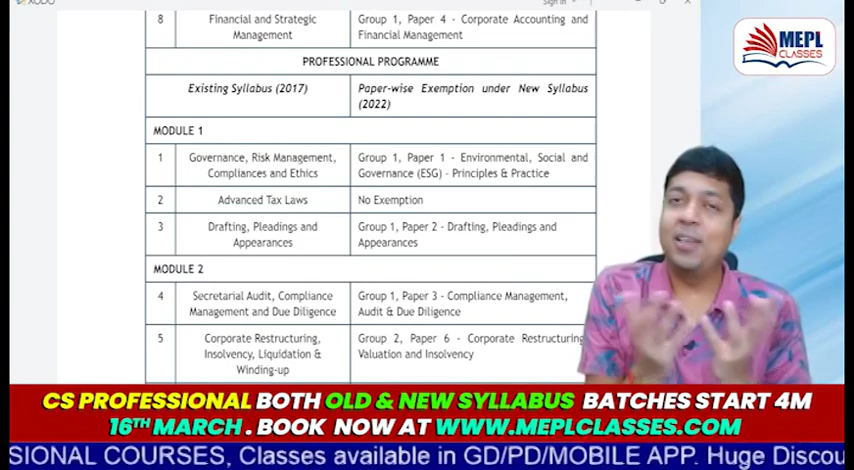 XODO
Sign in
8 Financial and Strategic Group 1, Paper 4 - Corporate Accounting and
Management Financial Management
MEPL
CLASSES
PROFESSIONAL PROGRAMME
Existing Syllabus (2017) Paper-wise Exemption under New Syllabus
(2022)
MODULE 1
1 Governance, Risk Management, Group 1, Paper 1 - Environmental, Social and
Compliances and Ethics Governance (ESG) – Principles & Practice
2 Advanced Tax Laws No Exemption
3 Drafting, Pleadings and Group 1, Paper 2 - Drafting, Pleadings and
Appearances Appearances
MODULE 2
4 Secretarial Audit, Compliance Group 1, Paper 3 - Compliance Management,
Management and Due Diligence Audit & Due Diligence
5 Corporate Restructuring, Group 2, Paper 6 - Corporate Restructuring
Insolvency, Liquidation & Valuation and Insolvency
Winding-up
CS PROFESSIONAL BOTH OLD & NEW SYLLABUS BATCHES START 4M
16TH MARCH . BOOK NOW AT WWW.MEPLCLASSES.COM
SIONAL COURSES, Classes available in GD/PD/MOBILE APP. Huge Discou